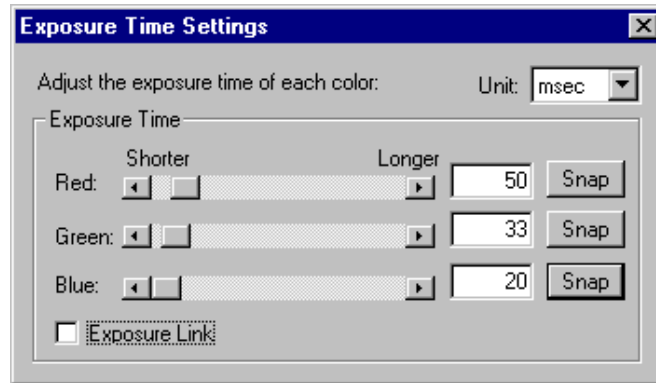 Exposure Time Settings
Adjust the exposure time of each color: Unit: msec
Exposure Time
Shorter Longer
Red: 50 Snap
Green: 33 Snap
Blue: 20 Snap
Exposure Link